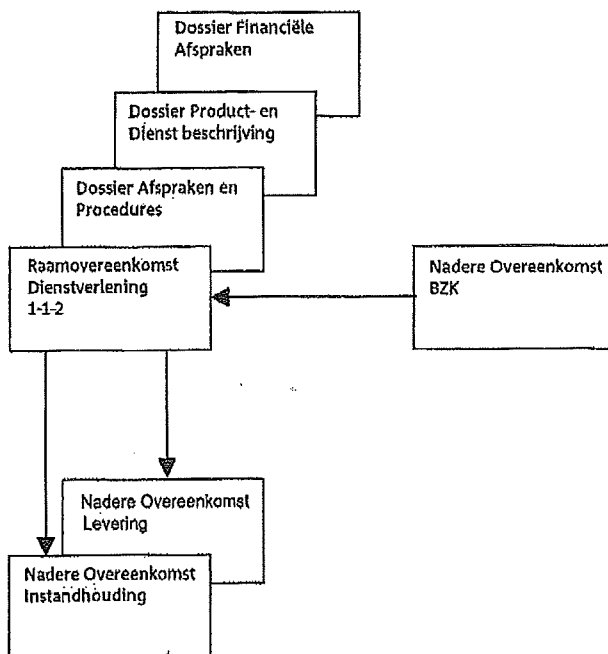 Dossier Financiële
Afspraken
Dossier Product- en
Dienst beschrijving
Dossier Afspraken en
Procedures
Raamovereenkomst
Dienstverlening
1-1-2
Nadere Overeenkomst
BZK
Nadere Overeenkomst
Levering
Nadere Overeenkomst
Instandhouding